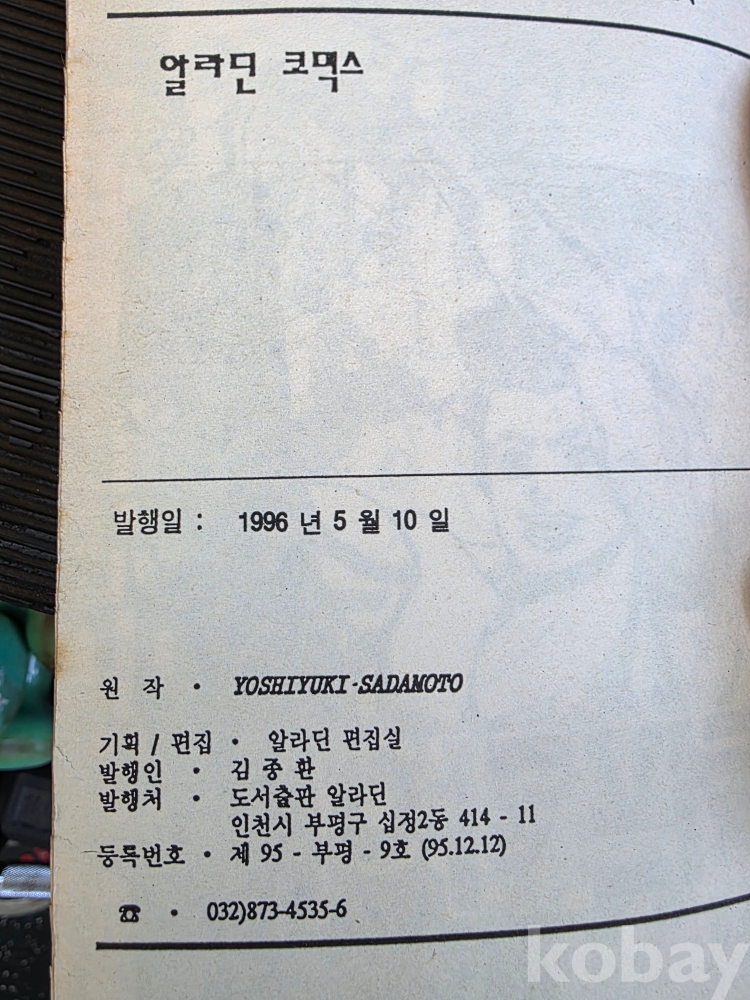 알라딘 코믹스
발행일 : 1996 년 5 월 10 일
원 작 · YOSHIYUKI-SADAMOTO
기획 / 편집 · 알라딘 편집실
발행인 · 김 중 환
발행처 · 도서출판 알라딘
인천시 부평구 십정2동 414 - 11
등록번호 · 제 95 - 부평 - 9호 (95.12.12)
☎ · 032)873-4535-6
kobay